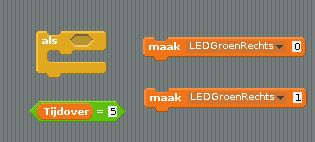 als
maak LEDGroenRechts 0
Tijdover = 5
maak LEDGroenRechts 1